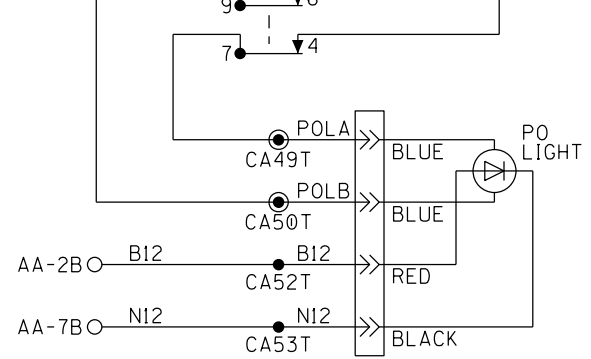 9
6
7
4
POLA
CA49T
BLUE
PO
LIGHT
POLB
CA50T
BLUE
AA-2B
B12
B12
CA52T
RED
AA-7B
N12
N12
CA53T
BLACK